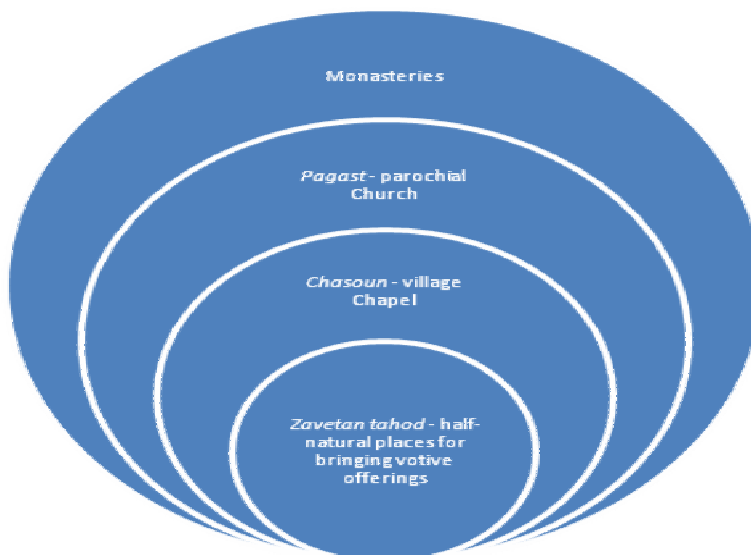 Monasteries
Pagast - parochial
Church
Chasoun - village
Chapel
Zavetan tahod - half-
natural places for
bringing votive
offerings